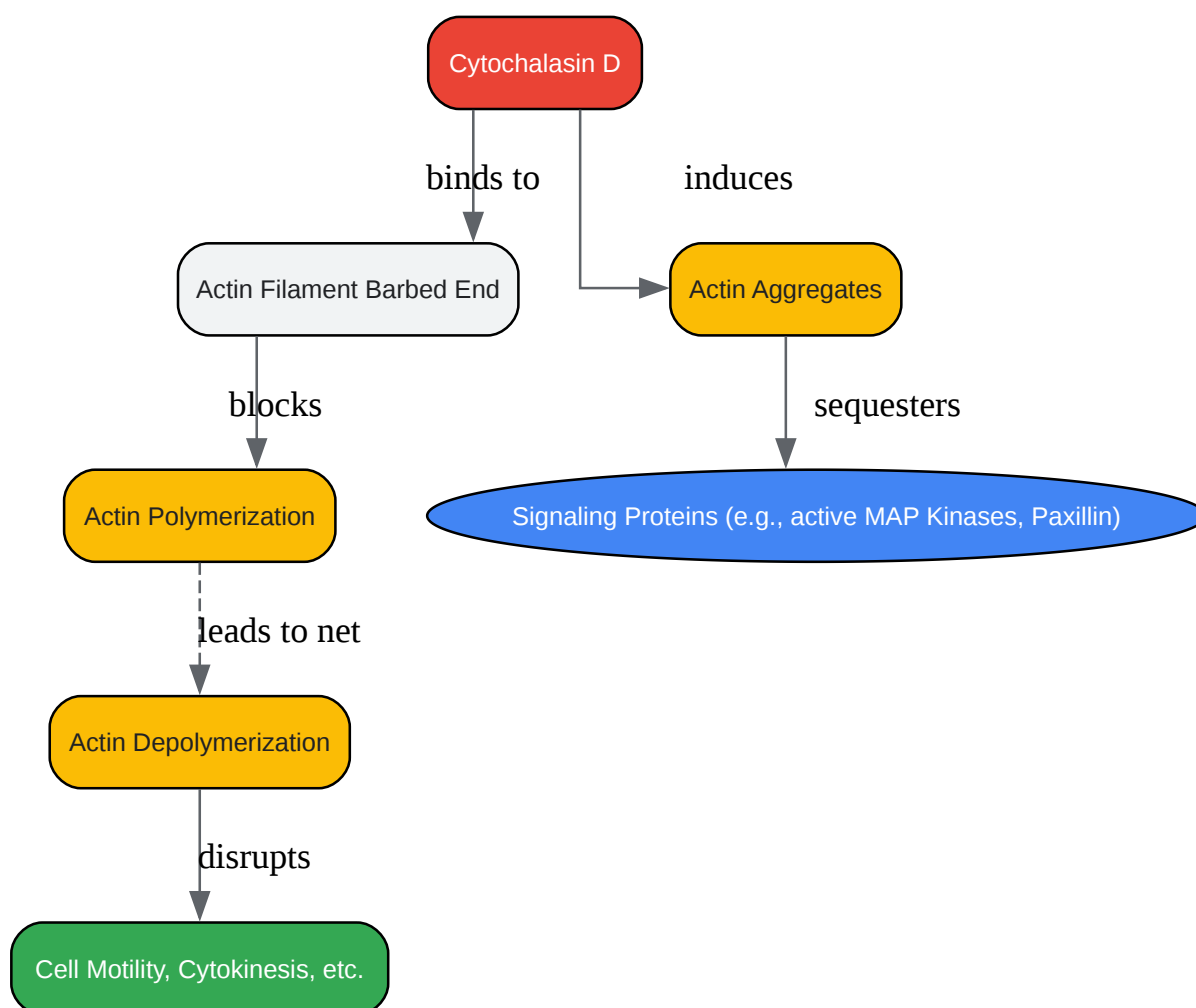 Cytochalasin D
binds to
induces
Actin Filament Barbed End
Actin Aggregates
blocks
sequesters
Actin Polymerization
Signaling Proteins (e.g., active MAP Kinases, Paxillin)
leads to net
Actin Depolymerization
disrupts
Cell Motility, Cytokinesis, etc.